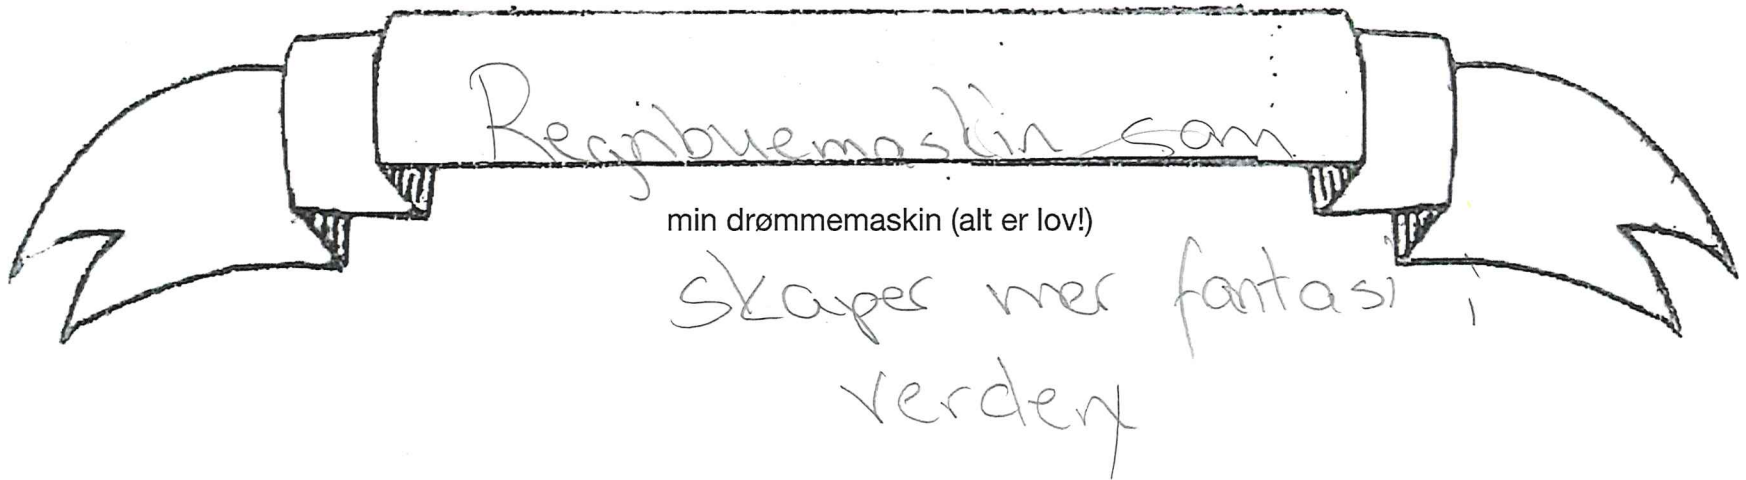 Regnbuemaskin som
min drømmemaskin (alt er lov!)
skaper mer fantasi i
verden